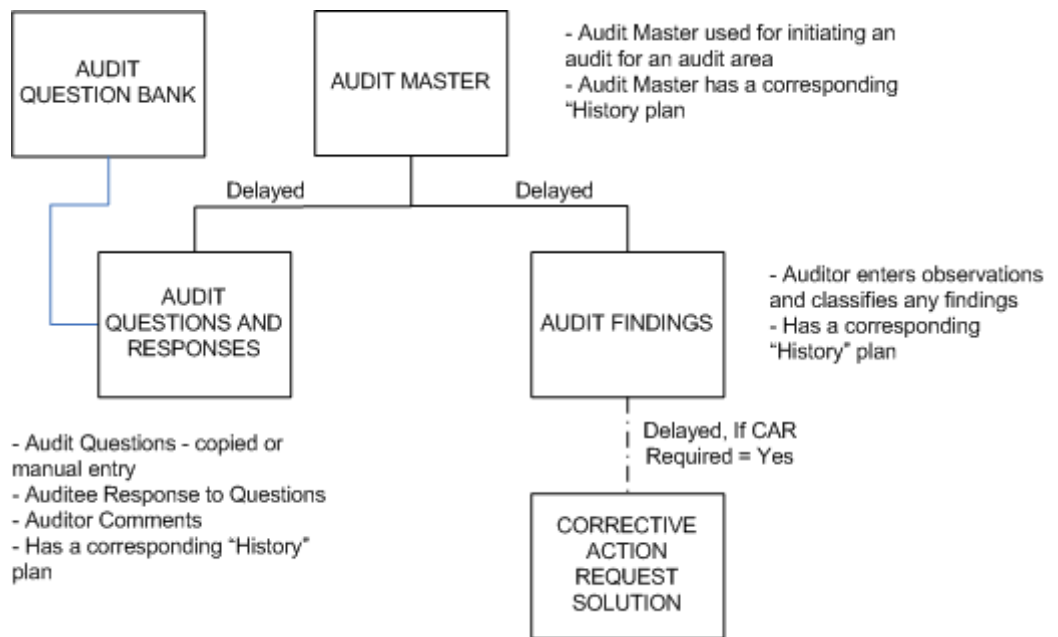 AUDIT
QUESTION BANK
AUDIT MASTER
- Audit Master used for initiating an
audit for an audit area
- Audit Master has a corresponding
“History plan
Delayed
Delayed
AUDIT
QUESTIONS AND
RESPONSES
AUDIT FINDINGS
- Auditor enters observations
and classifies any findings
- Has a corresponding
“History” plan
- Audit Questions - copied or
manual entry
- Auditee Response to Questions
- Auditor Comments
- Has a corresponding “History”
plan
Delayed, If CAR
Required = Yes
CORRECTIVE
ACTION
REQUEST
SOLUTION